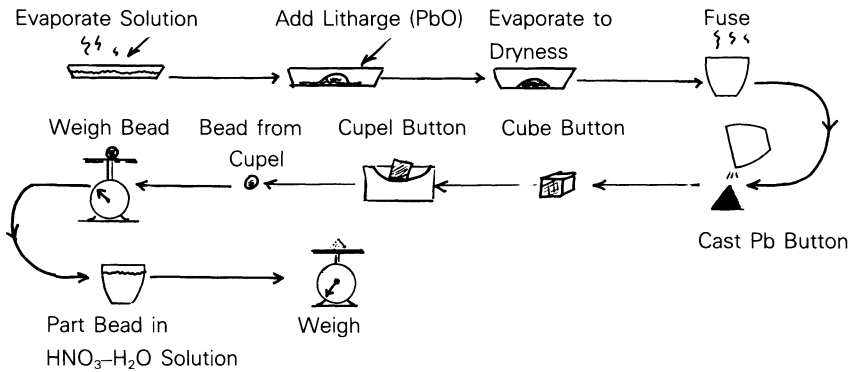 Evaporate Solution
Add Litharge (PbO)
Evaporate to
Dryness
Fuse
Cast Pb Button
Cube Button
Cupel Button
Bead from
Cupel
Weigh Bead
Part Bead in
HNO₃–H₂O Solution
Weigh